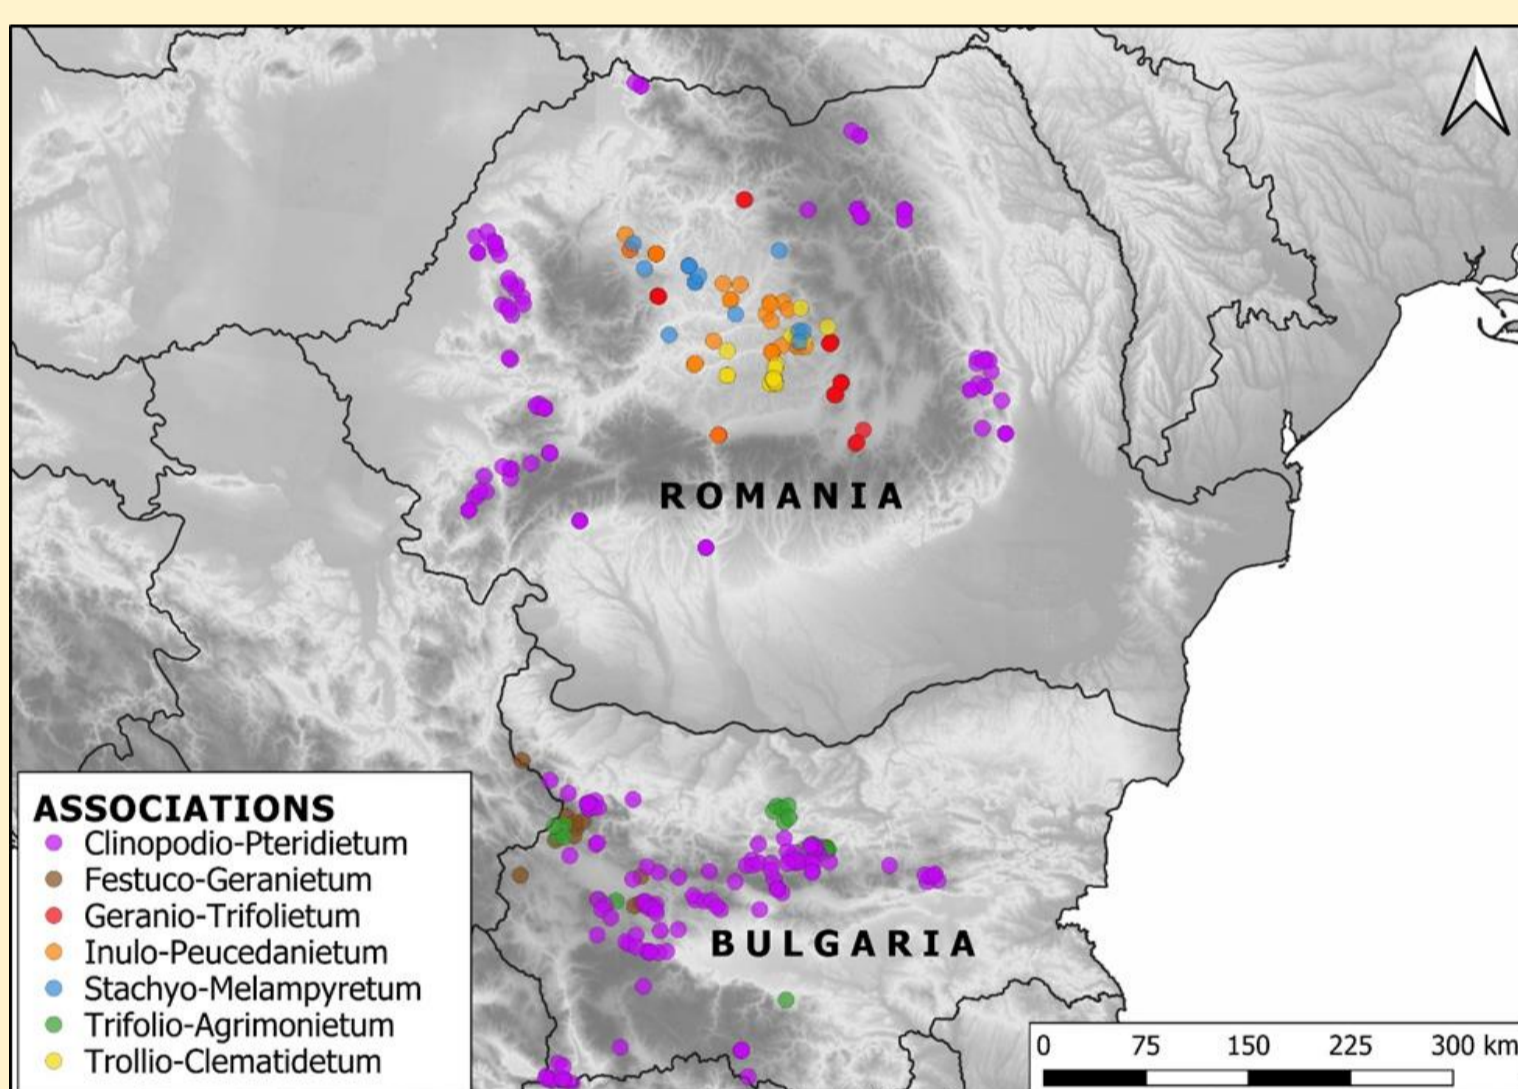 ROMANIA
BULGARIA
ASSOCIATIONS
Clinopodio-Pteridietum
Festuco-Geranietum
Geranio-Trifolietum
Inulo-Peucedanietum
Stachyo-Melampyretum
Trifolio-Agrimonietum
Trollio-Clematidetum
0 75 150 225 300 km